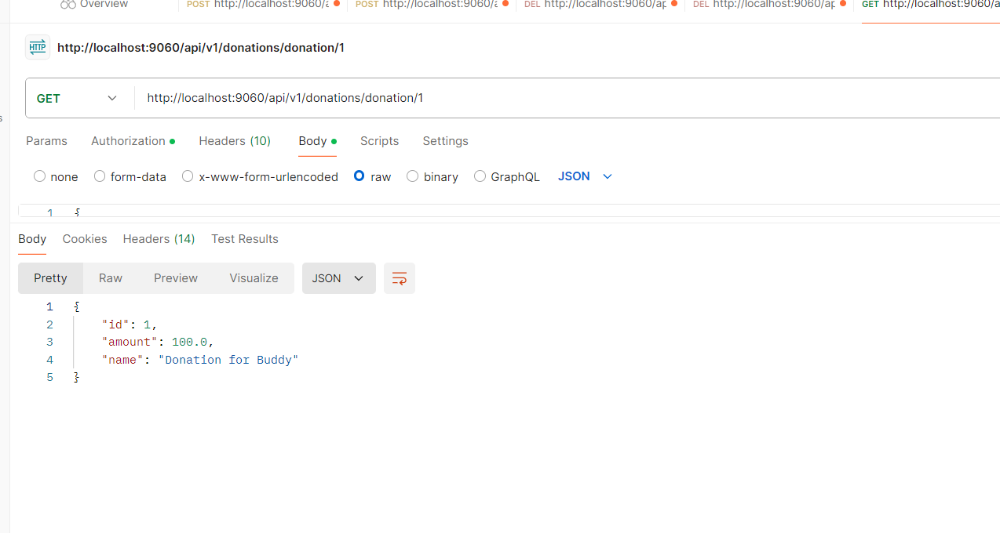 Overview POST http://localhost:9060/a POST http://localhost:9060/a DEL http://localhost:9060/ap DEL http://localhost:9060/ap GET http://localhost:9060/a
HTTP http://localhost:9060/api/v1/donations/donation/1
GET http://localhost:9060/api/v1/donations/donation/1
s
Params Authorization Headers (10) Body Scripts Settings
none form-data x-www-form-urlencoded raw binary GraphQL JSON
1 {
Body Cookies Headers (14) Test Results
Pretty Raw Preview Visualize JSON
1 {
2 "id": 1,
3 "amount": 100.0,
4 "name": "Donation for Buddy"
5 }